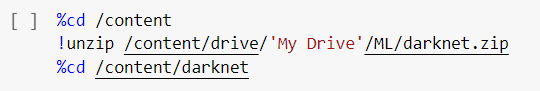 [ ] %cd /content
!unzip /content/drive/'My Drive'/ML/darknet.zip
%cd /content/darknet